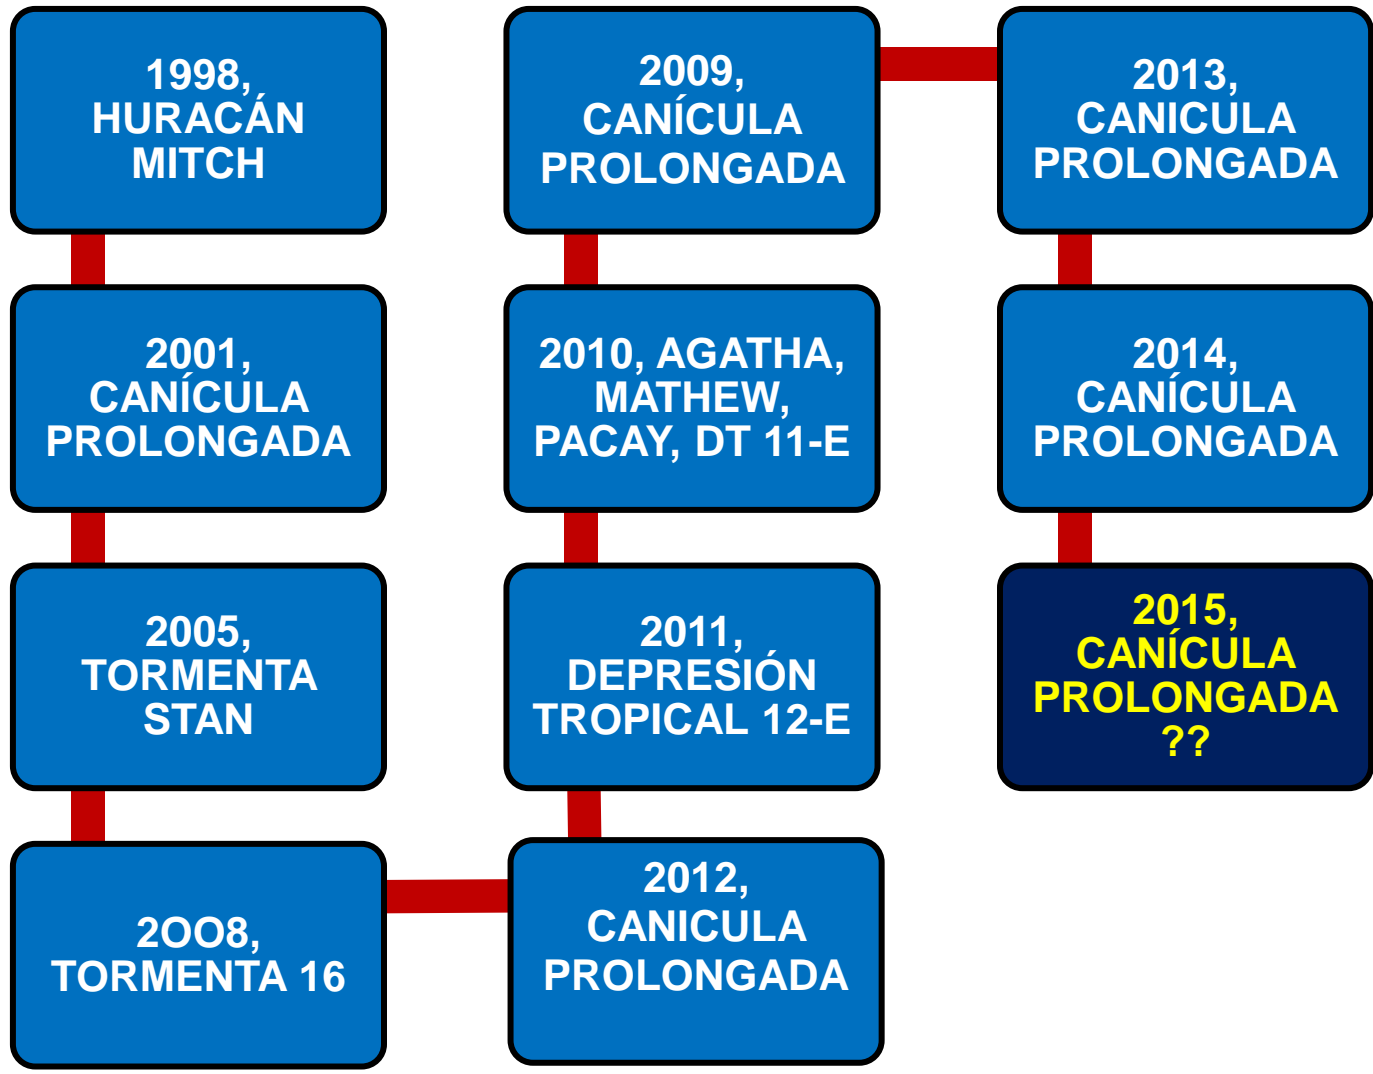 1998,
HURACÁN
MITCH
2001,
CANÍCULA
PROLONGADA
2005,
TORMENTA
STAN
2OO8,
TORMENTA 16
2009,
CANÍCULA
PROLONGADA
2010, AGATHA,
MATHEW,
PACAY, DT 11-E
2011,
DEPRESIÓN
TROPICAL 12-E
2012,
CANICULA
PROLONGADA
2013,
CANICULA
PROLONGADA
2014,
CANÍCULA
PROLONGADA
2015,
CANÍCULA
PROLONGADA
??